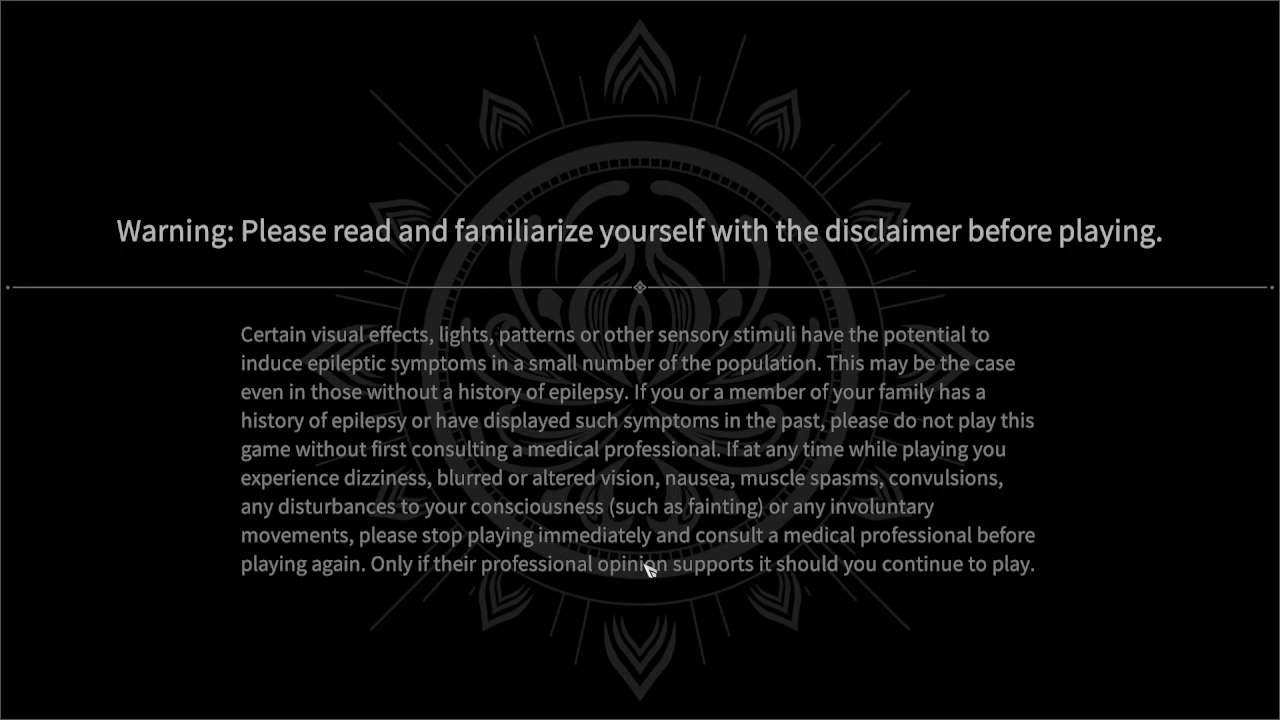 Warning: Please read and familiarize yourself with the disclaimer before playing.
Certain visual effects, lights, patterns or other sensory stimuli have the potential to
induce epileptic symptoms in a small number of the population. This may be the case
even in those without a history of epilepsy. If you or a member of your family has a
history of epilepsy or have displayed such symptoms in the past, please do not play this
game without first consulting a medical professional. If at any time while playing you
experience dizziness, blurred or altered vision, nausea, muscle spasms, convulsions,
any disturbances to your consciousness (such as fainting) or any involuntary
movements, please stop playing immediately and consult a medical professional before
playing again. Only if their professional opinion supports it should you continue to play.